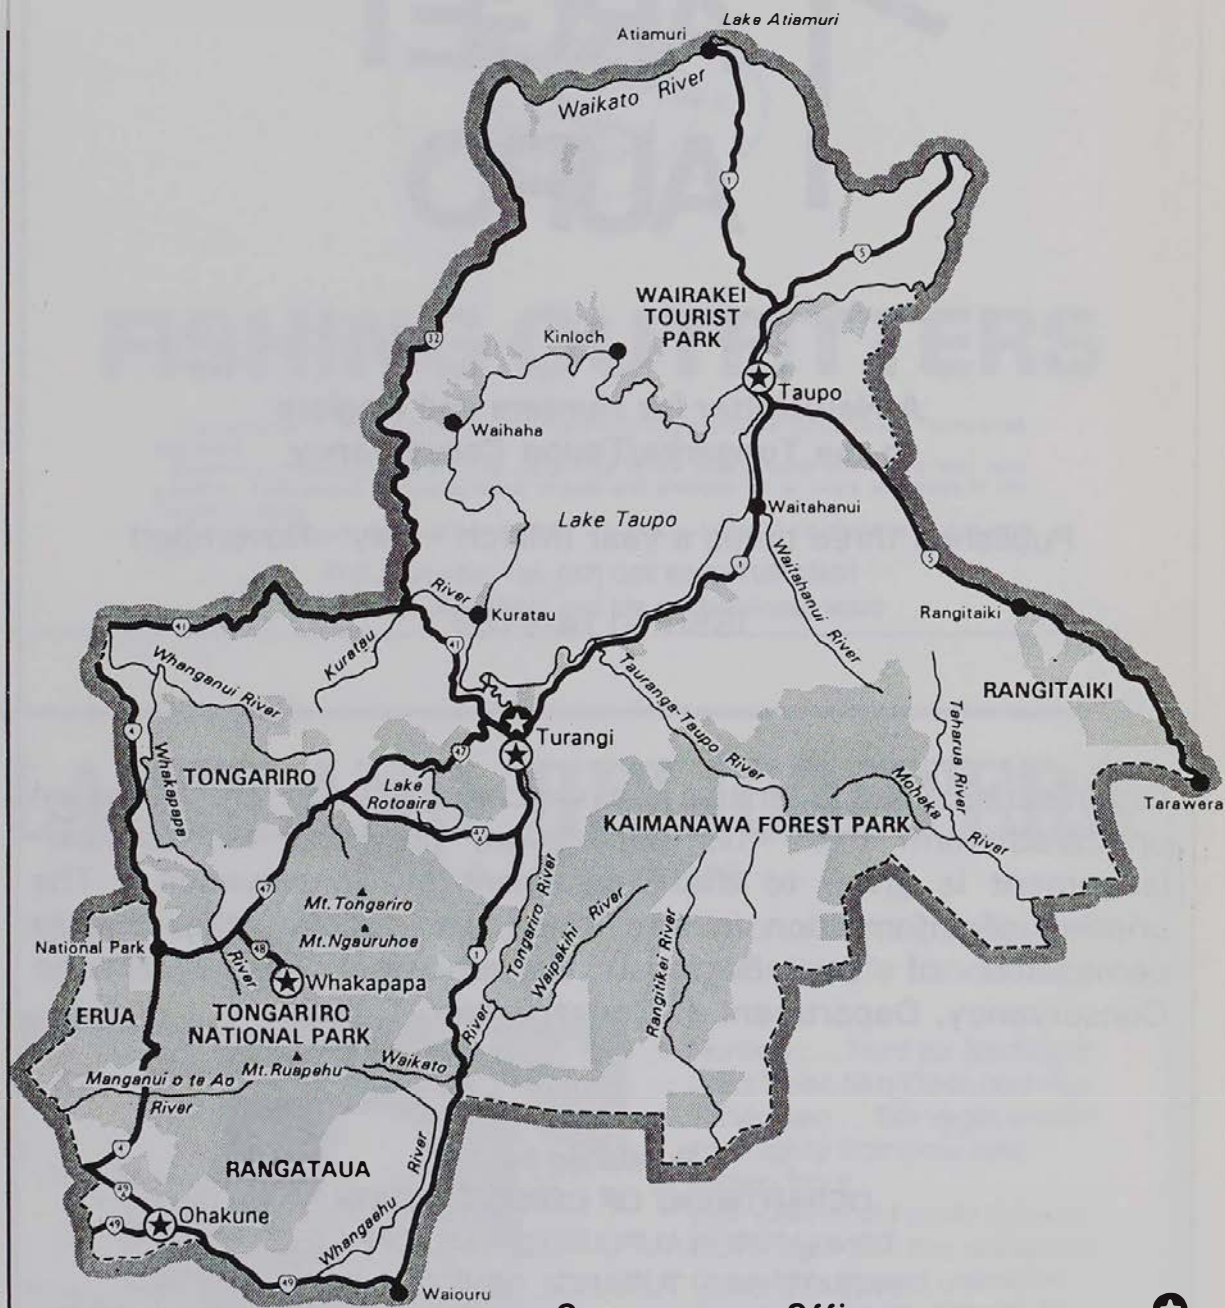 Lake Atiamuri
Atiamuri
Waikato River
1
5
WAIRAKEI
TOURIST
PARK
32
Kinloch
Taupo
Waihaha
Lake Taupo
Waitahanui
Waitahanui River
1
5
Rangitaiki
River
Kuratau
Kuratau
41
41
Whanganui River
Tauranga-Taupo River
RANGITAIKI
Taharua River
4
Turangi
47
Whakapapa
TONGARIRO
Lake
Rotoaira
Mohaka
River
Tarawera
KAIMANAWA FOREST PARK
47
A
47
Mt. Tongariro
Mt. Ngauruhoe
Tongariro River
Waipakihi River
Rangitikei River
National Park
48
1
River
Whakapapa
ERUA
TONGARIRO
NATIONAL PARK
River
Waikato
Mt. Ruapehu
Manganui o te Ao
River
4
RANGATAUA
River
49
A
49
Ohakune
Whangaehu
49
Waiouru